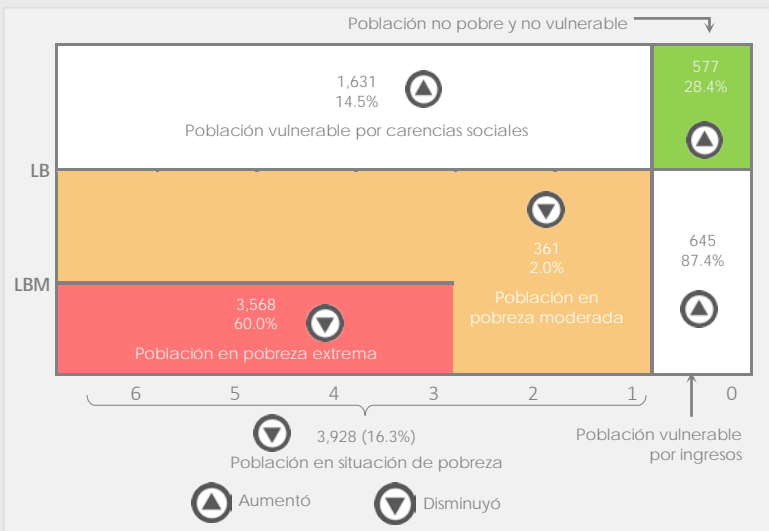 Población no pobre y no vulnerable
1,631
14.5%
Población vulnerable por carencias sociales
577
28.4%
LB
361
2.0%
Población en
pobreza moderada
645
87.4%
LBM
3,568
60.0%
Población en pobreza extrema
6 5 4 3 2 1 0
3,928 (16.3%)
Población en situación de pobreza
Población vulnerable
por ingresos
Aumentó Disminuyó